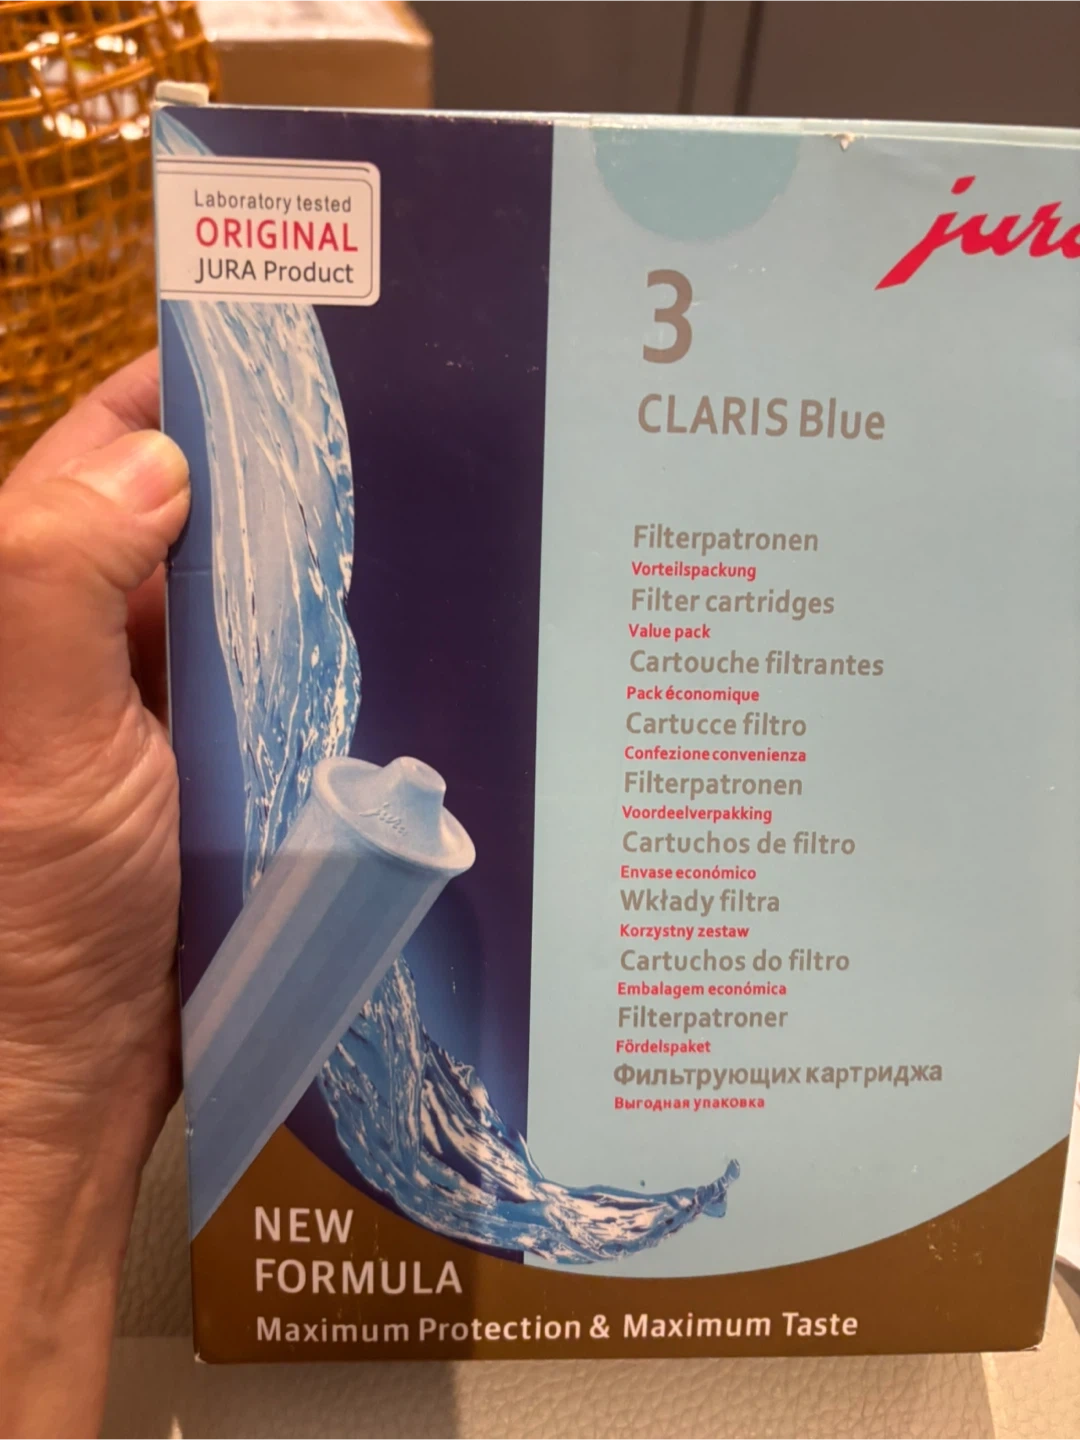 Laboratory tested
ORIGINAL
JURA Product
jura
3
CLARIS Blue
Filterpatronen
Vorteilspackung
Filter cartridges
Value pack
Cartouche filtrantes
Pack économique
Cartucce filtro
Confezione convenienza
Filterpatronen
Voordeelverpakking
Cartuchos de filtro
Envase económico
Wkłady filtra
Korzystny zestaw
Cartuchos do filtro
Embalagem económica
Filterpatroner
Fördelspaket
Фильтрующих картриджа
Выгодная упаковка
jura
NEW
FORMULA
Maximum Protection & Maximum Taste